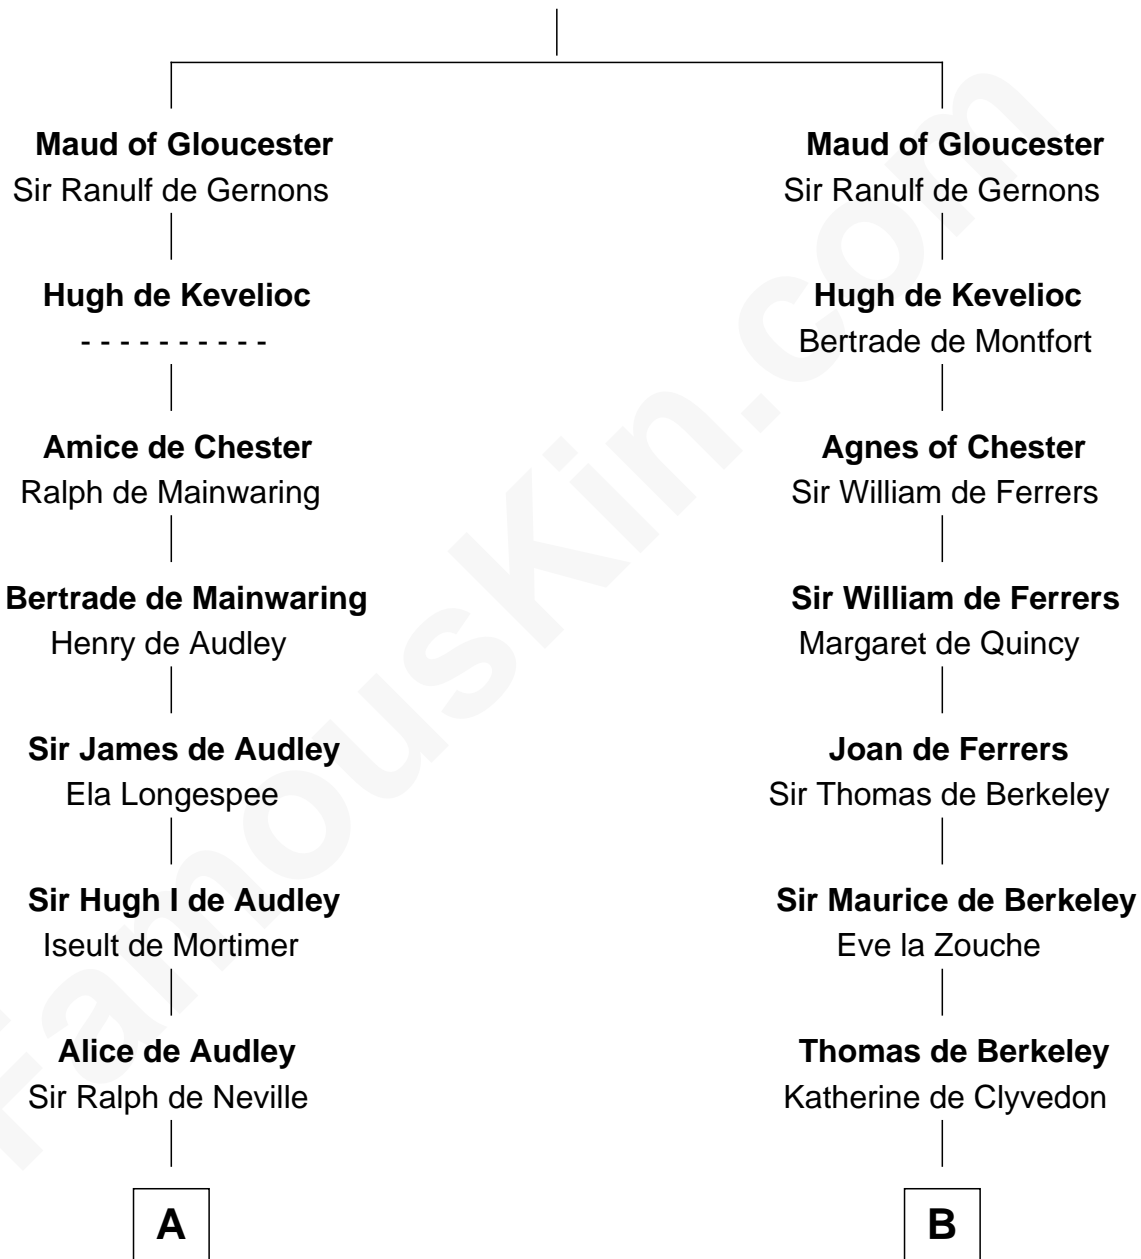 Maud of Gloucester
Sir Ranulf de Gernons
Hugh de Kevelioc
- - - - - - - - - -
Amice de Chester
Ralph de Mainwaring
Bertrade de Mainwaring
Henry de Audley
Sir James de Audley
Ela Longespee
Sir Hugh I de Audley
Iseult de Mortimer
Alice de Audley
Sir Ralph de Neville
A
Maud of Gloucester
Sir Ranulf de Gernons
Hugh de Kevelioc
Bertrade de Montfort
Agnes of Chester
Sir William de Ferrers
Sir William de Ferrers
Margaret de Quincy
Joan de Ferrers
Sir Thomas de Berkeley
Sir Maurice de Berkeley
Eve la Zouche
Thomas de Berkeley
Katherine de Clyvedon
B
FamousKin.com